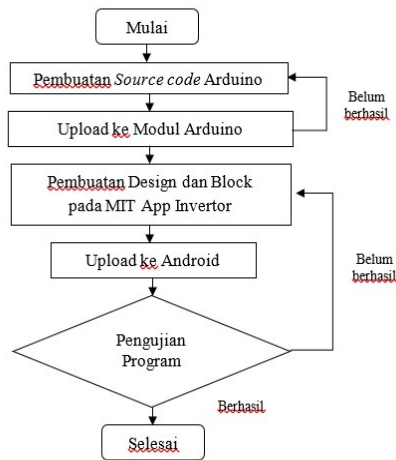 Mulai
Pembuatan Source code Arduino
Belum
berhasil
Upload ke Modul Arduino
Pembuatan Design dan Block
pada MIT App Invertor
Upload ke Android
Belum
berhasil
Pengujian
Program
Berhasil
Selesai